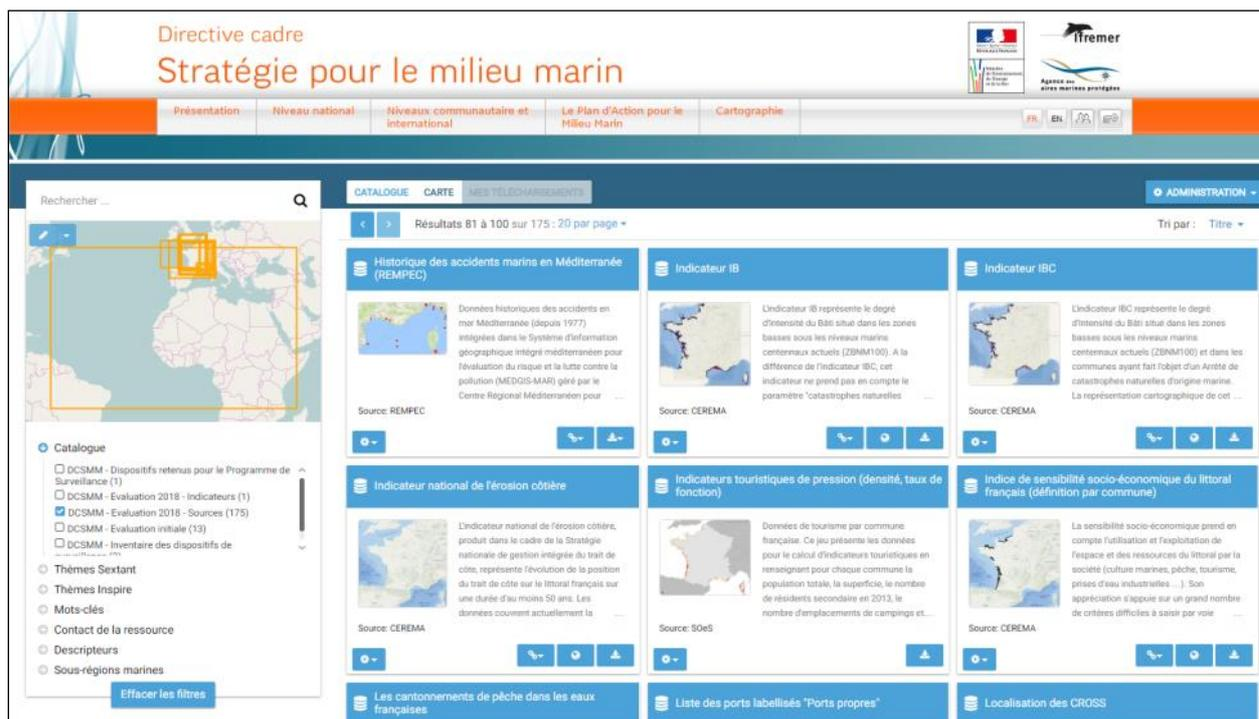 Directive cadre
Stratégie pour le milieu marin
Ifremer
Agence des
aires marines protégées
Présentation
Niveau national
Niveaux communautaire et
international
Le Plan d'Action pour le
Milieu Marin
Cartographie
FR
EN
Rechercher ...
CATALOGUE
CARTE
MES TÉLÉCHARGEMENTS
ADMINISTRATION
Résultats 81 à 100 sur 175 : 20 par page
Tri par :
Titre
Catalogue
DCSMM - Dispositifs retenus pour le Programme de
Surveillance (1)
DCSMM - Evaluation 2018 - Indicateurs (1)
DCSMM - Evaluation 2018 - Sources (175)
DCSMM - Evaluation initiale (13)
DCSMM - Inventaire des dispositifs de
Thèmes Sextant
Thèmes Inspire
Mots-clés
Contact de la ressource
Descripteurs
Sous-régions marines
Effacer les filtres
Historique des accidents marins en Méditerranée
(REMPEC)
Données historiques des accidents en
mer Méditerranée (depuis 1977)
intégrées dans le Système d'information
géographique intégré méditerranéen pour
l'évaluation du risque et la lutte contre la
pollution (MEDGIS-MAR) géré par le
Centre Régional Méditerranéen pour ...
Source: REMPEC
Indicateur IB
L'indicateur IB représente le degré
d'intensité du Bâti situé dans les zones
basses sous les niveaux marins
centennaux actuels (ZBNM100). A la
différence de l'indicateur IBC, cet
indicateur ne prend pas en compte le
paramètre "catastrophes naturelles ...
Source: CEREMA
Indicateur IBC
L'indicateur IBC représente le degré
d'intensité du Bâti situé dans les zones
basses sous les niveaux marins
centennaux actuels (ZBNM100) et dans les
communes ayant fait l'objet d'un Arrêté de
catastrophes naturelles d'origine marine.
La représentation cartographique de cet ...
Source: CEREMA
Indicateur national de l'érosion côtière
L'indicateur national de l'érosion côtière,
produit dans le cadre de la Stratégie
nationale de gestion intégrée du trait de
côte, représente l'évolution de la position
du trait de côte sur le littoral français sur
une durée d'au moins 50 ans. Les
données couvrent actuellement la ...
Source: CEREMA
Indicateurs touristiques de pression (densité, taux de
fonction)
Données de tourisme par commune
française. Ce jeu présente les données
pour le calcul d'indicateurs touristiques en
renseignant pour chaque commune la
population totale, la superficie, le nombre
de résidents secondaire en 2013, le
nombre d'emplacements de campings et...
Source: SOeS
Indice de sensibilité socio-économique du littoral
français (définition par commune)
La sensibilité socio-économique prend en
compte l'utilisation et l'exploitation de
l'espace et des ressources du littoral par la
société (culture marines, pêche, tourisme,
prises d'eau industrielles ...). Son
appréciation s'appuie sur un grand nombre
de critères difficiles à saisir par voie ...
Source: CEREMA
Les cantonnements de pêche dans les eaux
françaises
Liste des ports labellisés "Ports propres"
Localisation des CROSS